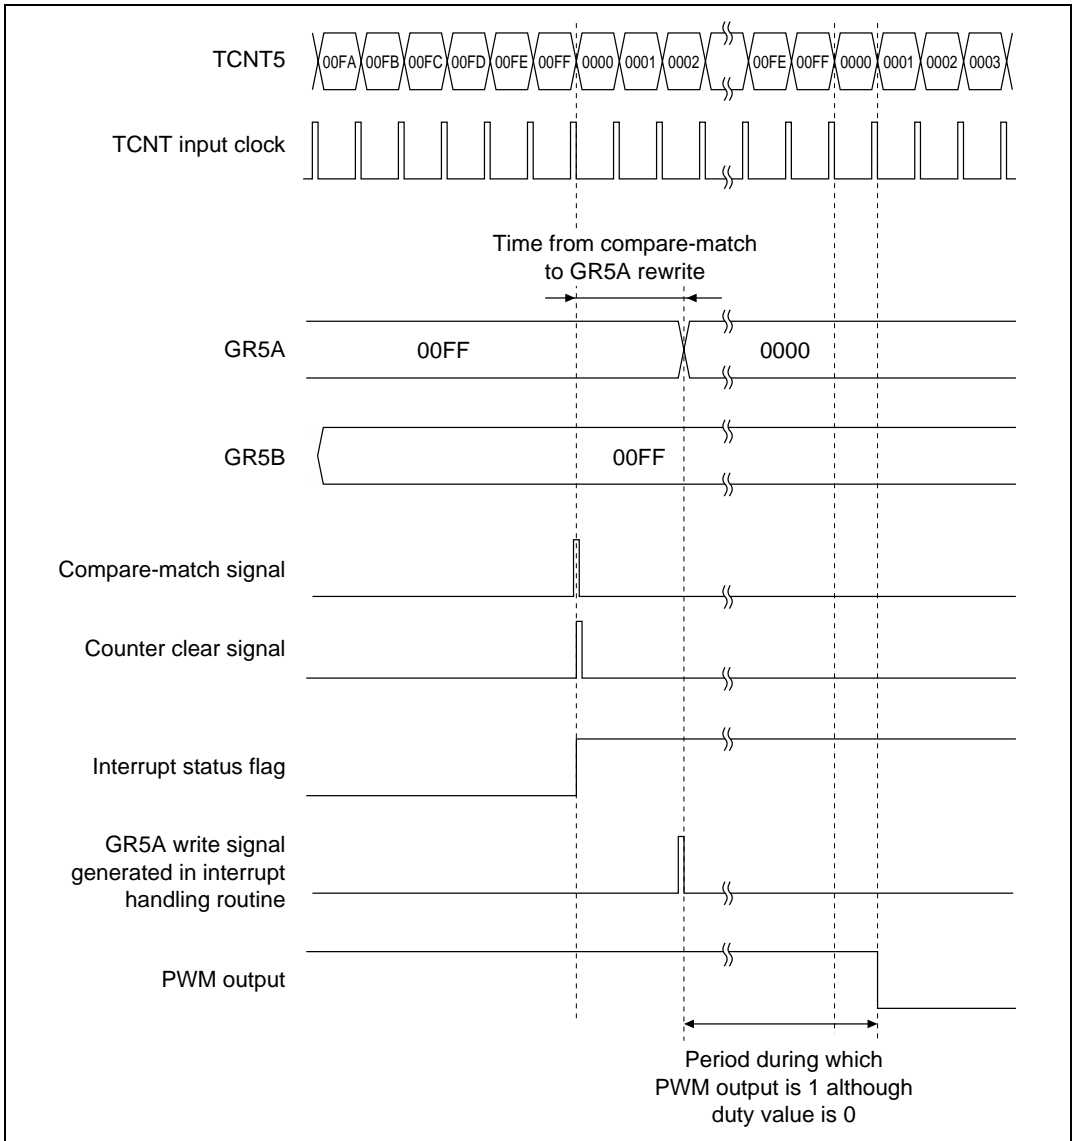 TCNT5 00FA 00FB 00FC 00FD 00FE 00FF 0000 0001 0002 00FE 00FF 0000 0001 0002 0003
TCNT input clock
Time from compare-match
to GR5A rewrite
GR5A 00FF 0000
GR5B 00FF
Compare-match signal
Counter clear signal
Interrupt status flag
GR5A write signal
generated in interrupt
handling routine
PWM output
Period during which
PWM output is 1 although
duty value is 0